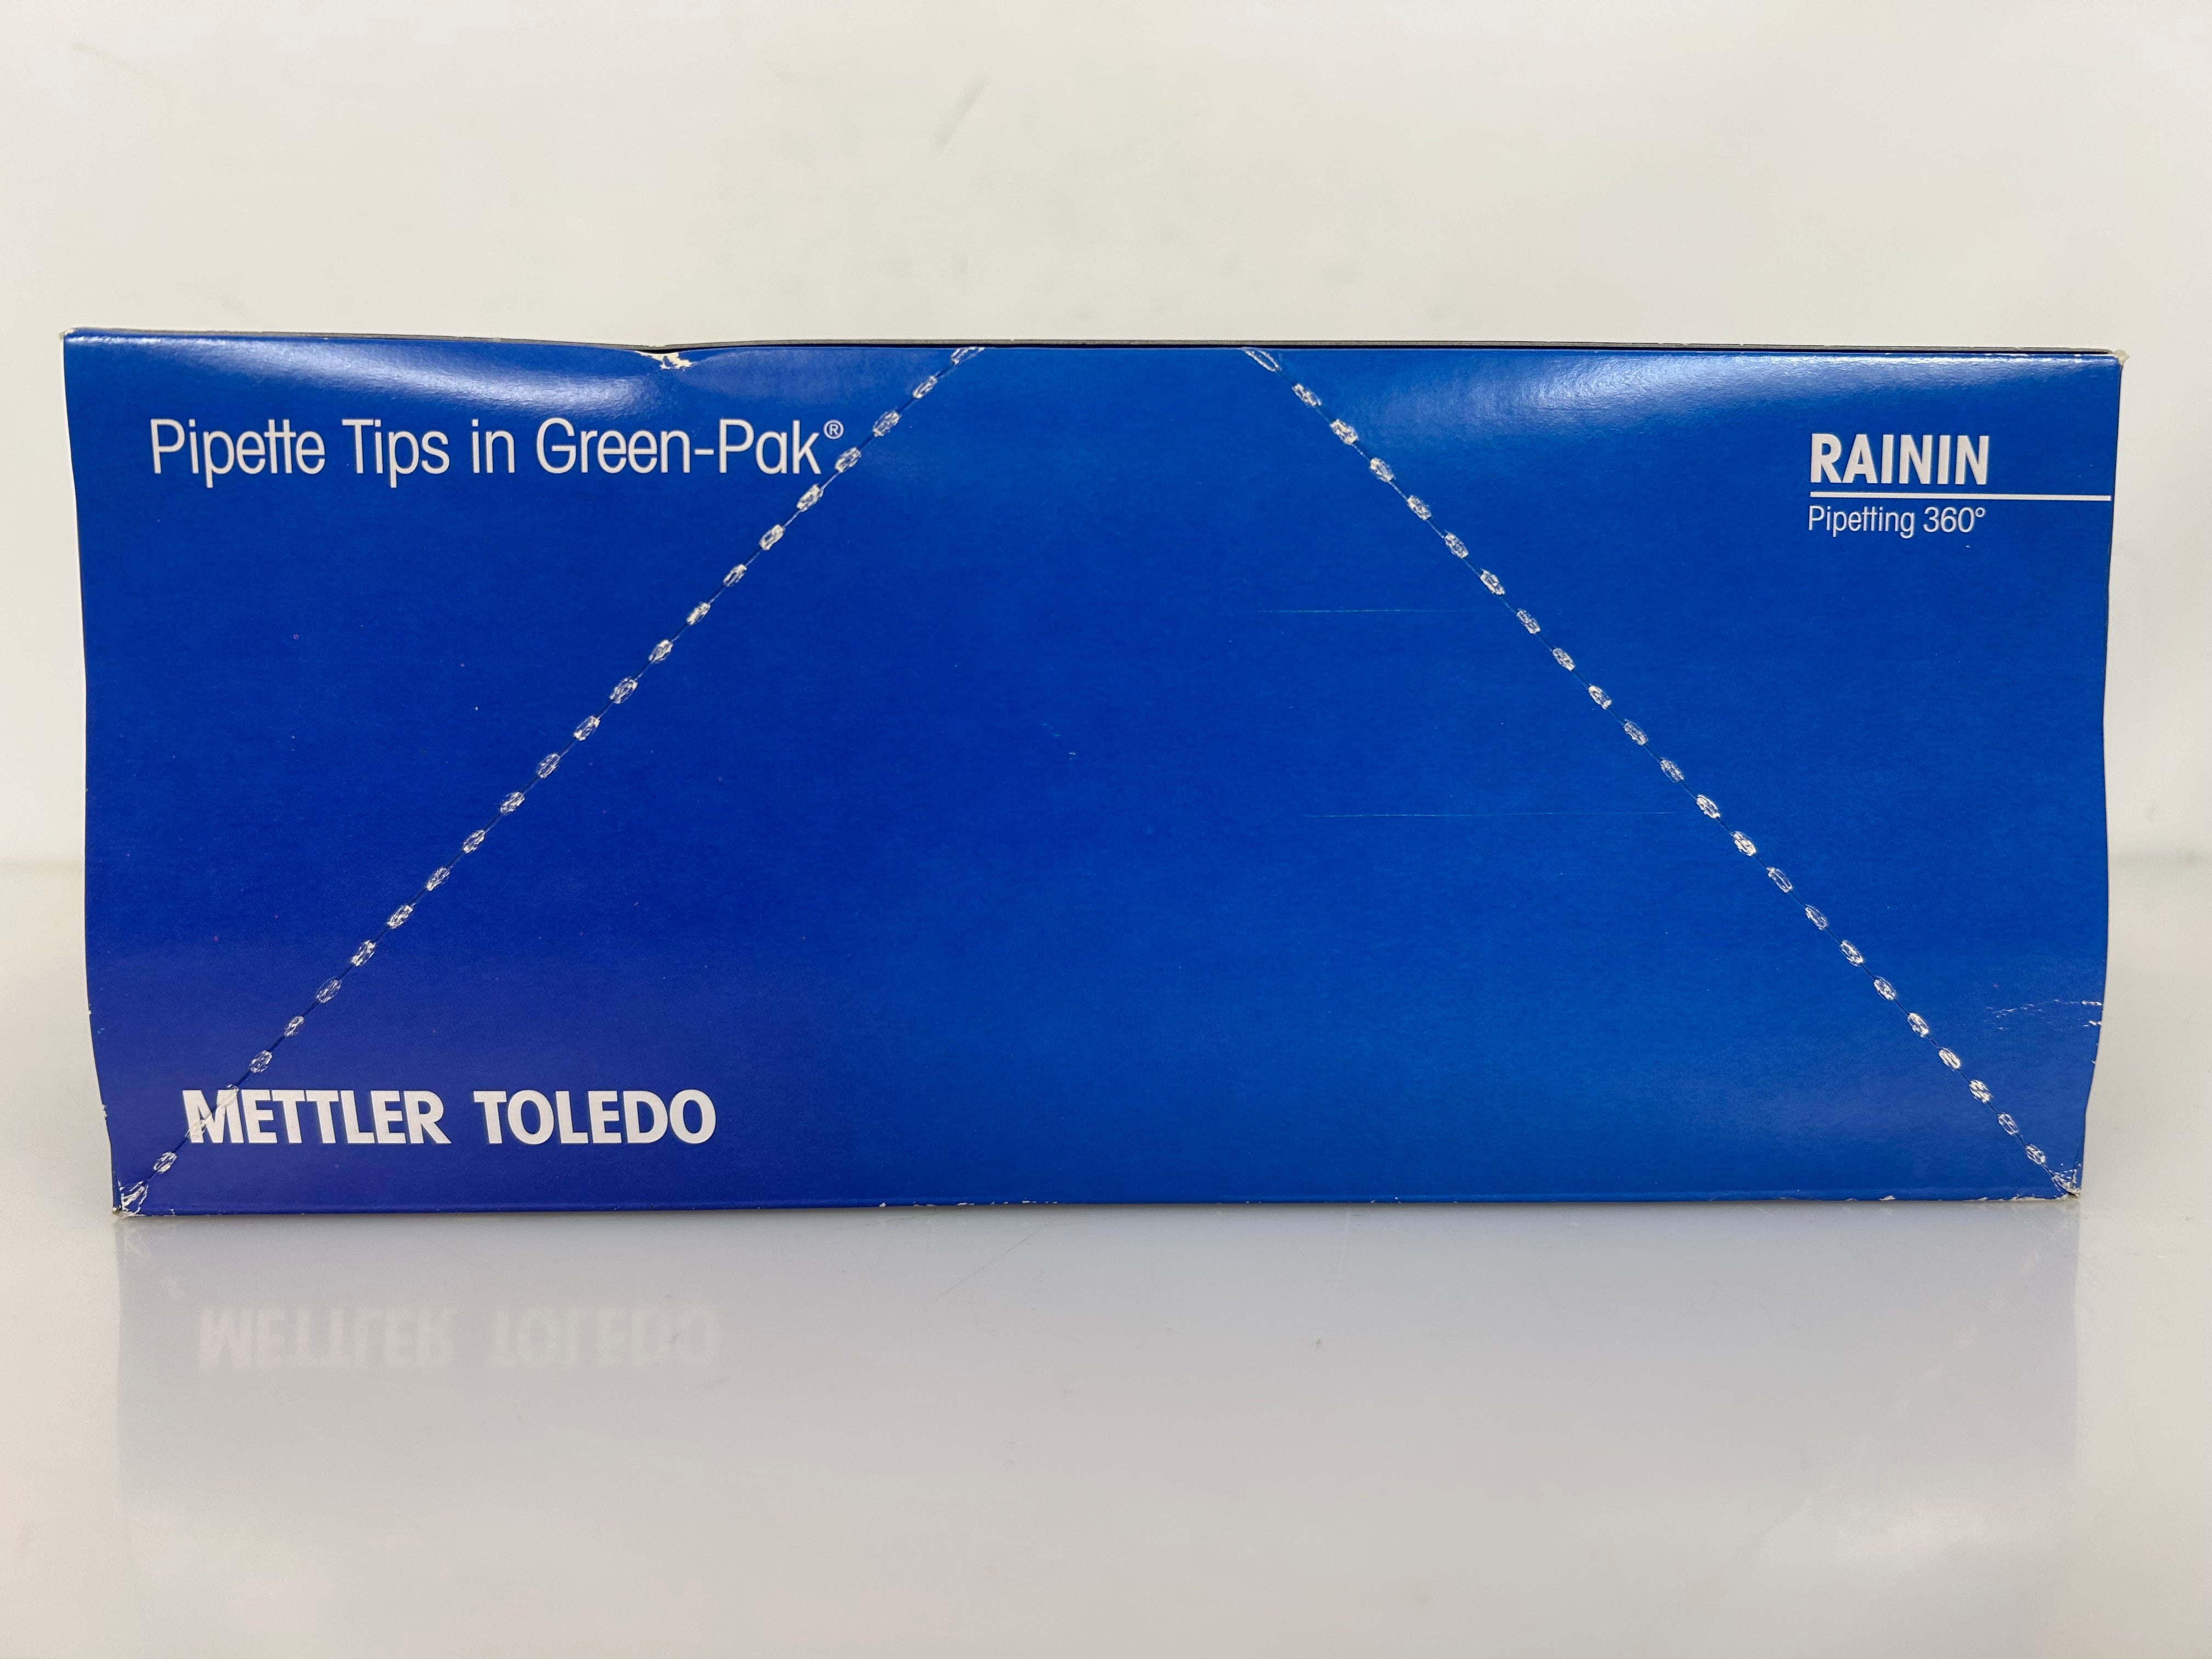 Pipette Tips in Green-Pak®
RAININ
Pipetting 360°
METTLER TOLEDO